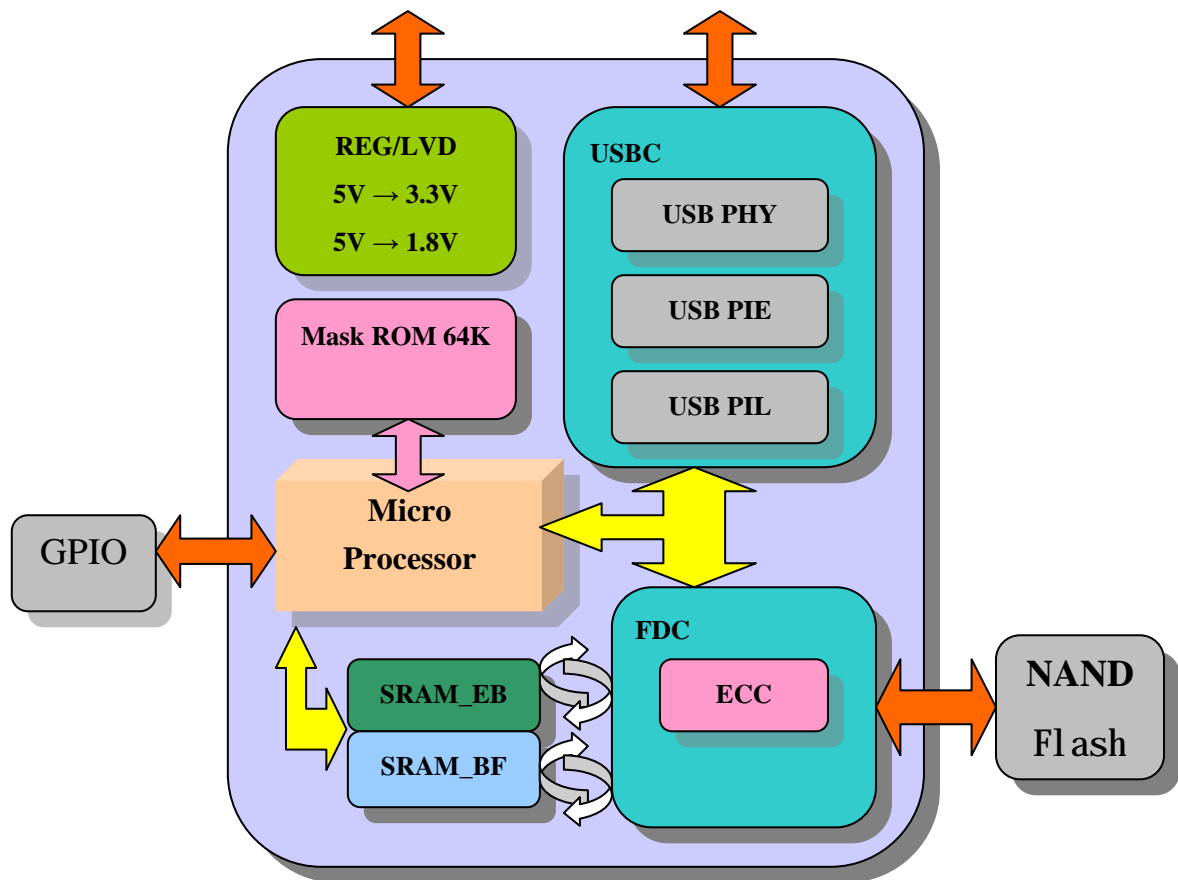 REG/LVD
5V → 3.3V
5V → 1.8V
USBC
USB PHY
USB PIE
USB PIL
Mask ROM 64K
Micro
Processor
GPIO
FDC
ECC
SRAM_EB
SRAM_BF
NAND
Flash